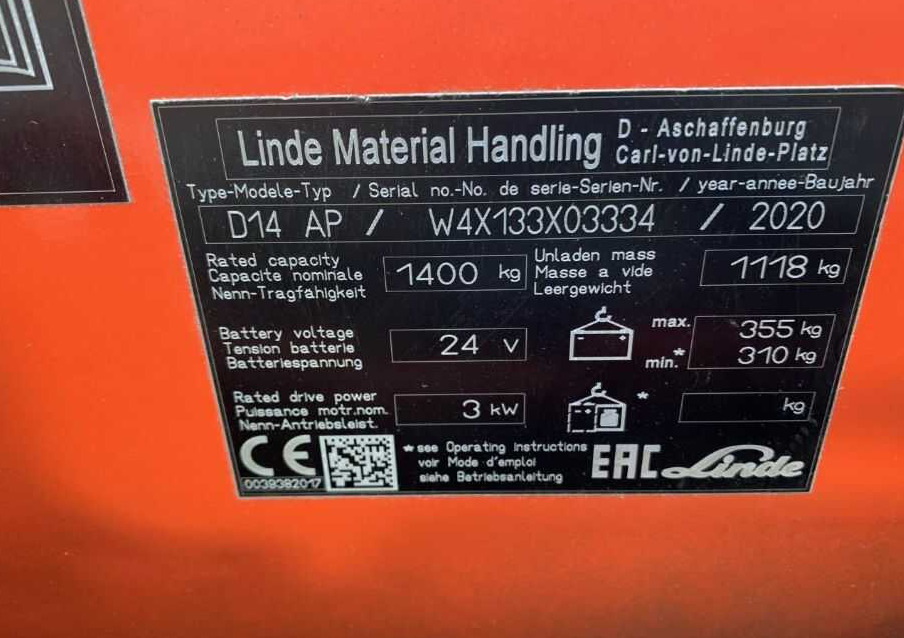 Linde Material Handling D - Aschaffenburg
Carl-von-Linde-Platz
Type-Modele-Typ / Serial no.-No. de serie-Serien-Nr. / year-annee-Baujahr
D14 AP / W4X133X03334 / 2020
Rated capacity
Capacite nominale
Nenn-Tragfähigkeit
1400 kg
Unladen mass
Masse a vide
Leergewicht
1118 kg
Battery voltage
Tension batterie
Batteriespannung
24 V
max. 355 kg
min.* 310 kg
Rated drive power
Puissance motr.nom.
Nenn-Antriebsleist.
3 kW
* kg
CE
0039382017
*see Operating instructions
voir Mode d'emploi
siehe Betriebsanleitung
EAC Linde